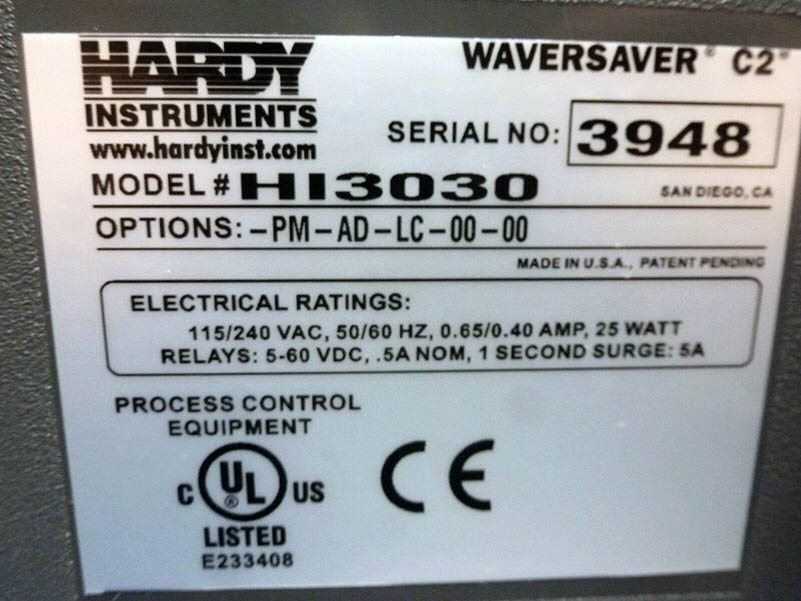 HARDY
INSTRUMENTS
www.hardyinst.com
WAVERSAVER® C2®
SERIAL NO: 3948
MODEL # HI3030
SAN DIEGO, CA
OPTIONS: -PM-AD-LC-00-00
MADE IN U.S.A., PATENT PENDING
ELECTRICAL RATINGS:
115/240 VAC, 50/60 HZ, 0.65/0.40 AMP, 25 WATT
RELAYS: 5-60 VDC, .5A NOM, 1 SECOND SURGE: 5A
PROCESS CONTROL
EQUIPMENT
C UL® US
CE
LISTED
E233408